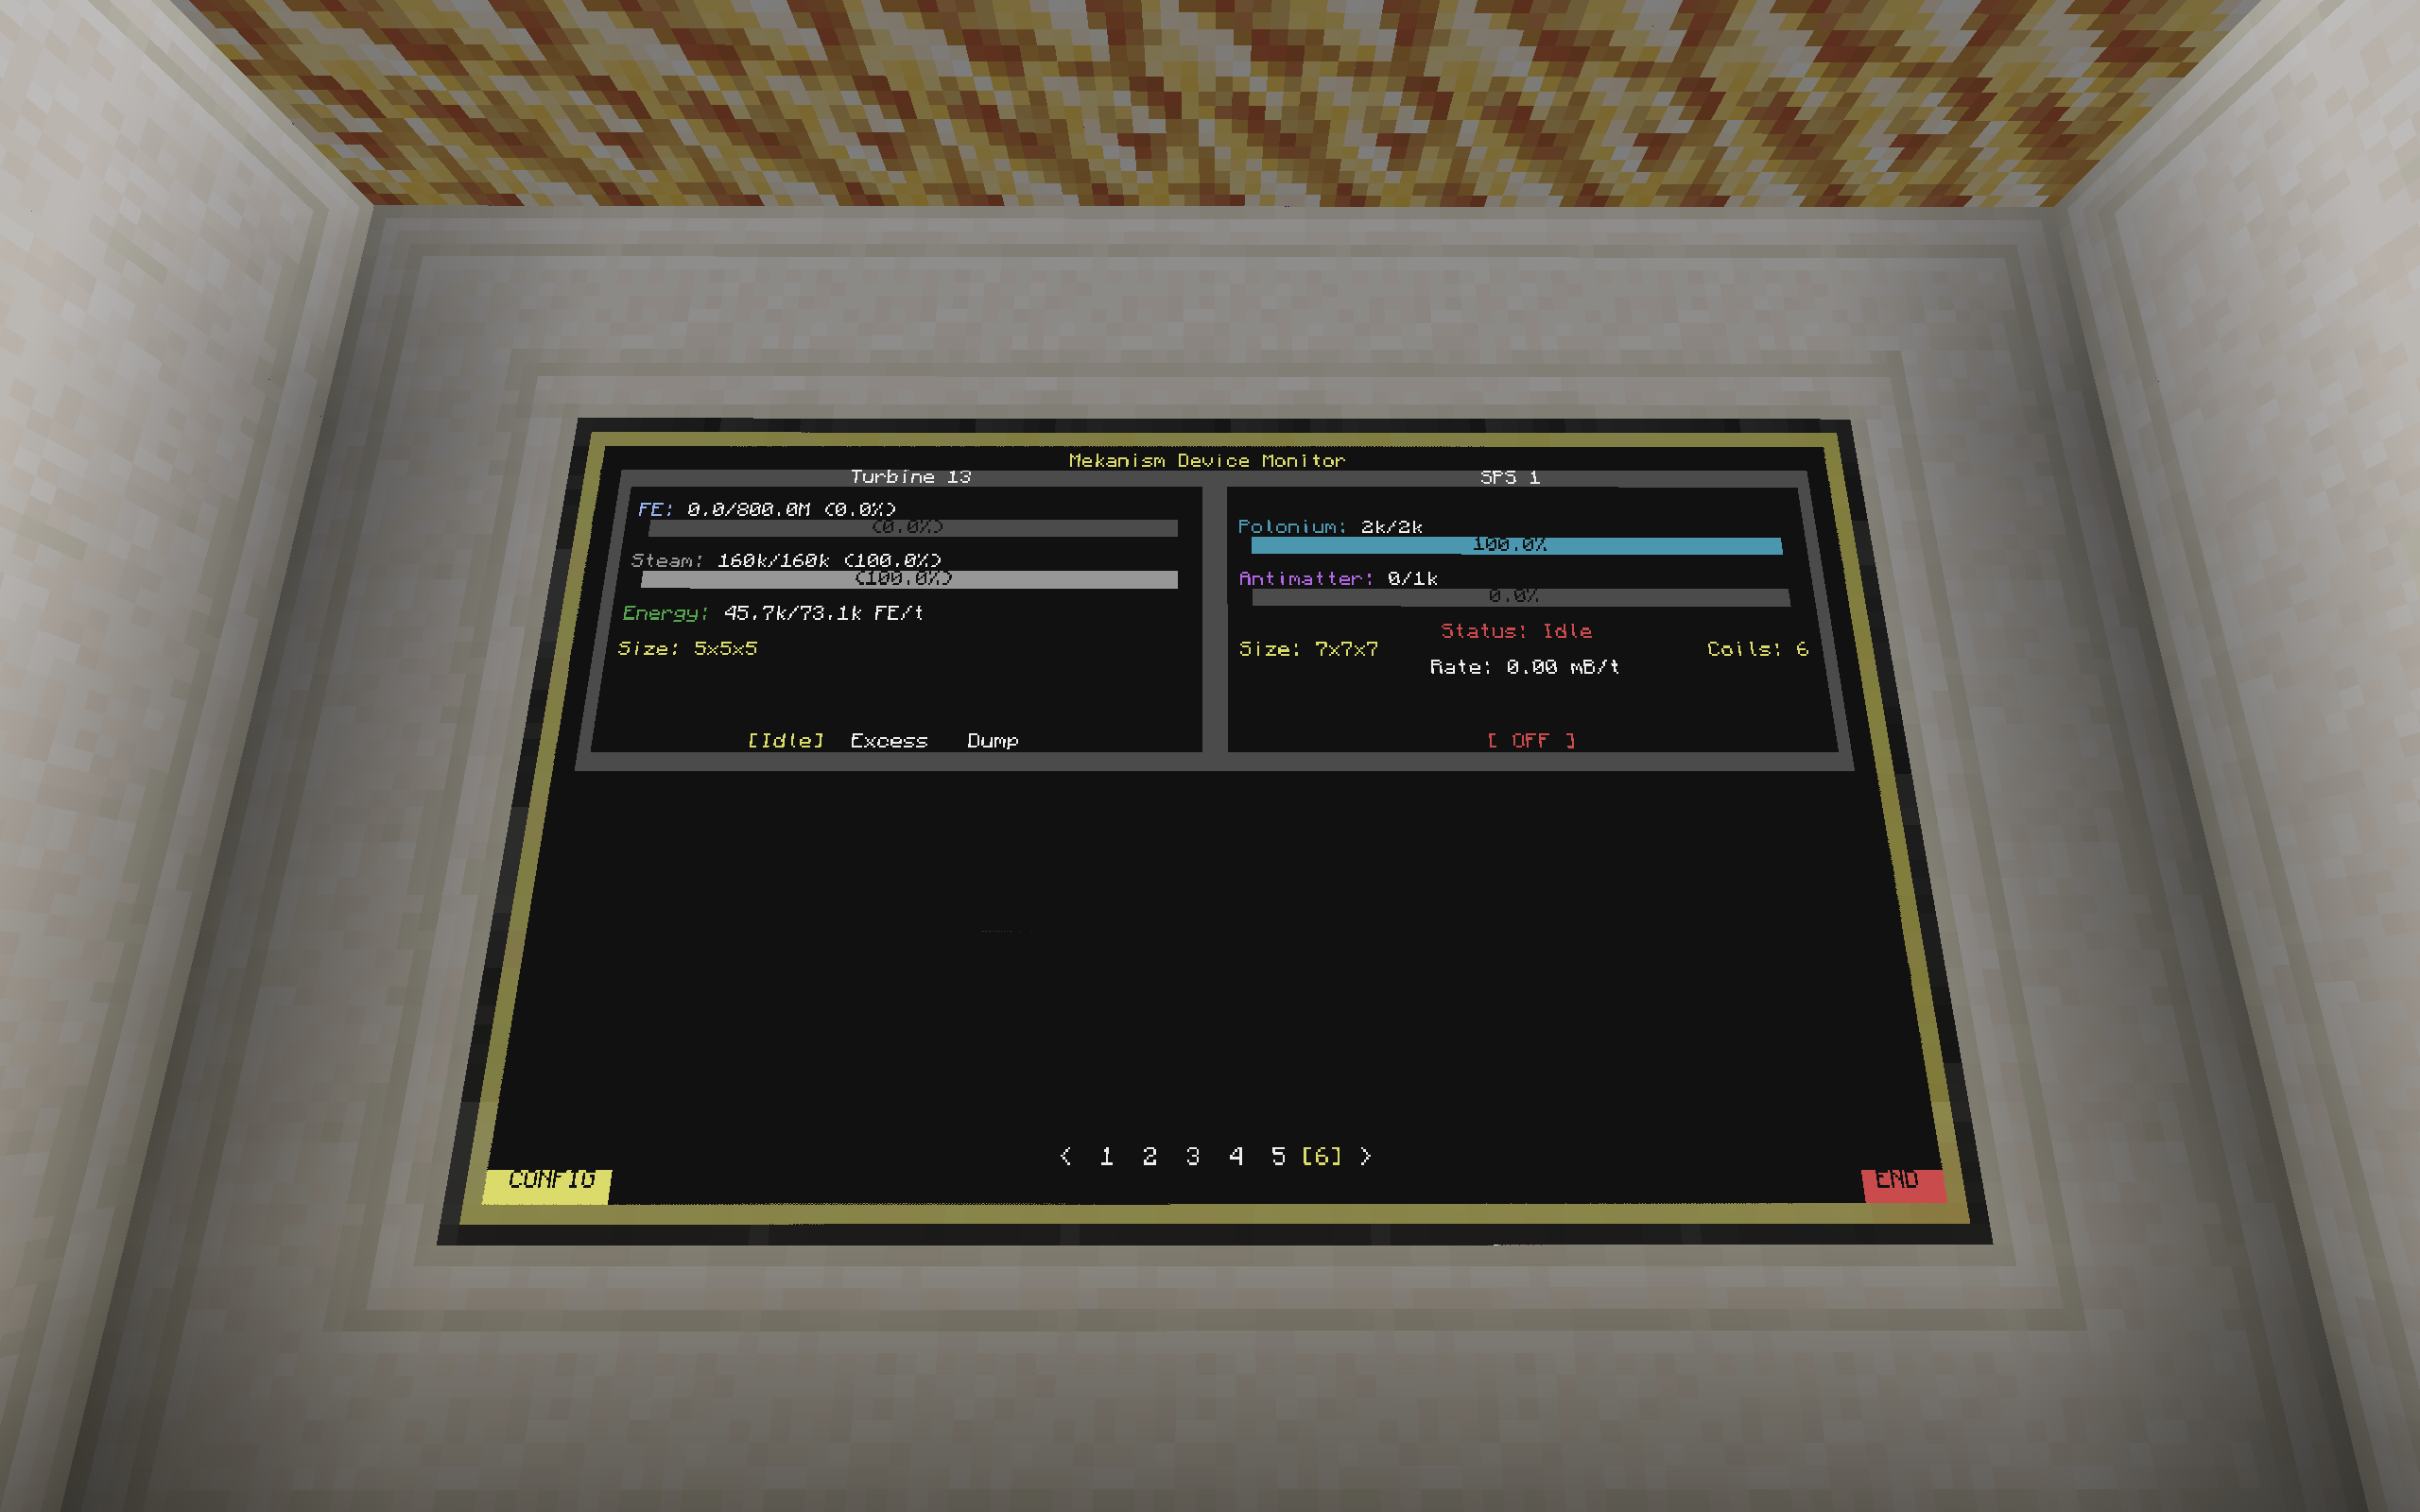 Mekanism Device Monitor
Turbine 13
FE: 0.0/800.0M (0.0%)
(0.0%)
Steam: 160k/160k (100.0%)
(100.0%)
Energy: 45.7k/73.1k FE/t
Size: 5x5x5
[Idle] Excess Dump
SPS 1
Polonium: 2k/2k
100.0%
Antimatter: 0/1k
0.0%
Status: Idle
Size: 7x7x7 Coils: 6
Rate: 0.00 mB/t
[ OFF ]
< 1 2 3 4 5 [6] >
CONFIG END